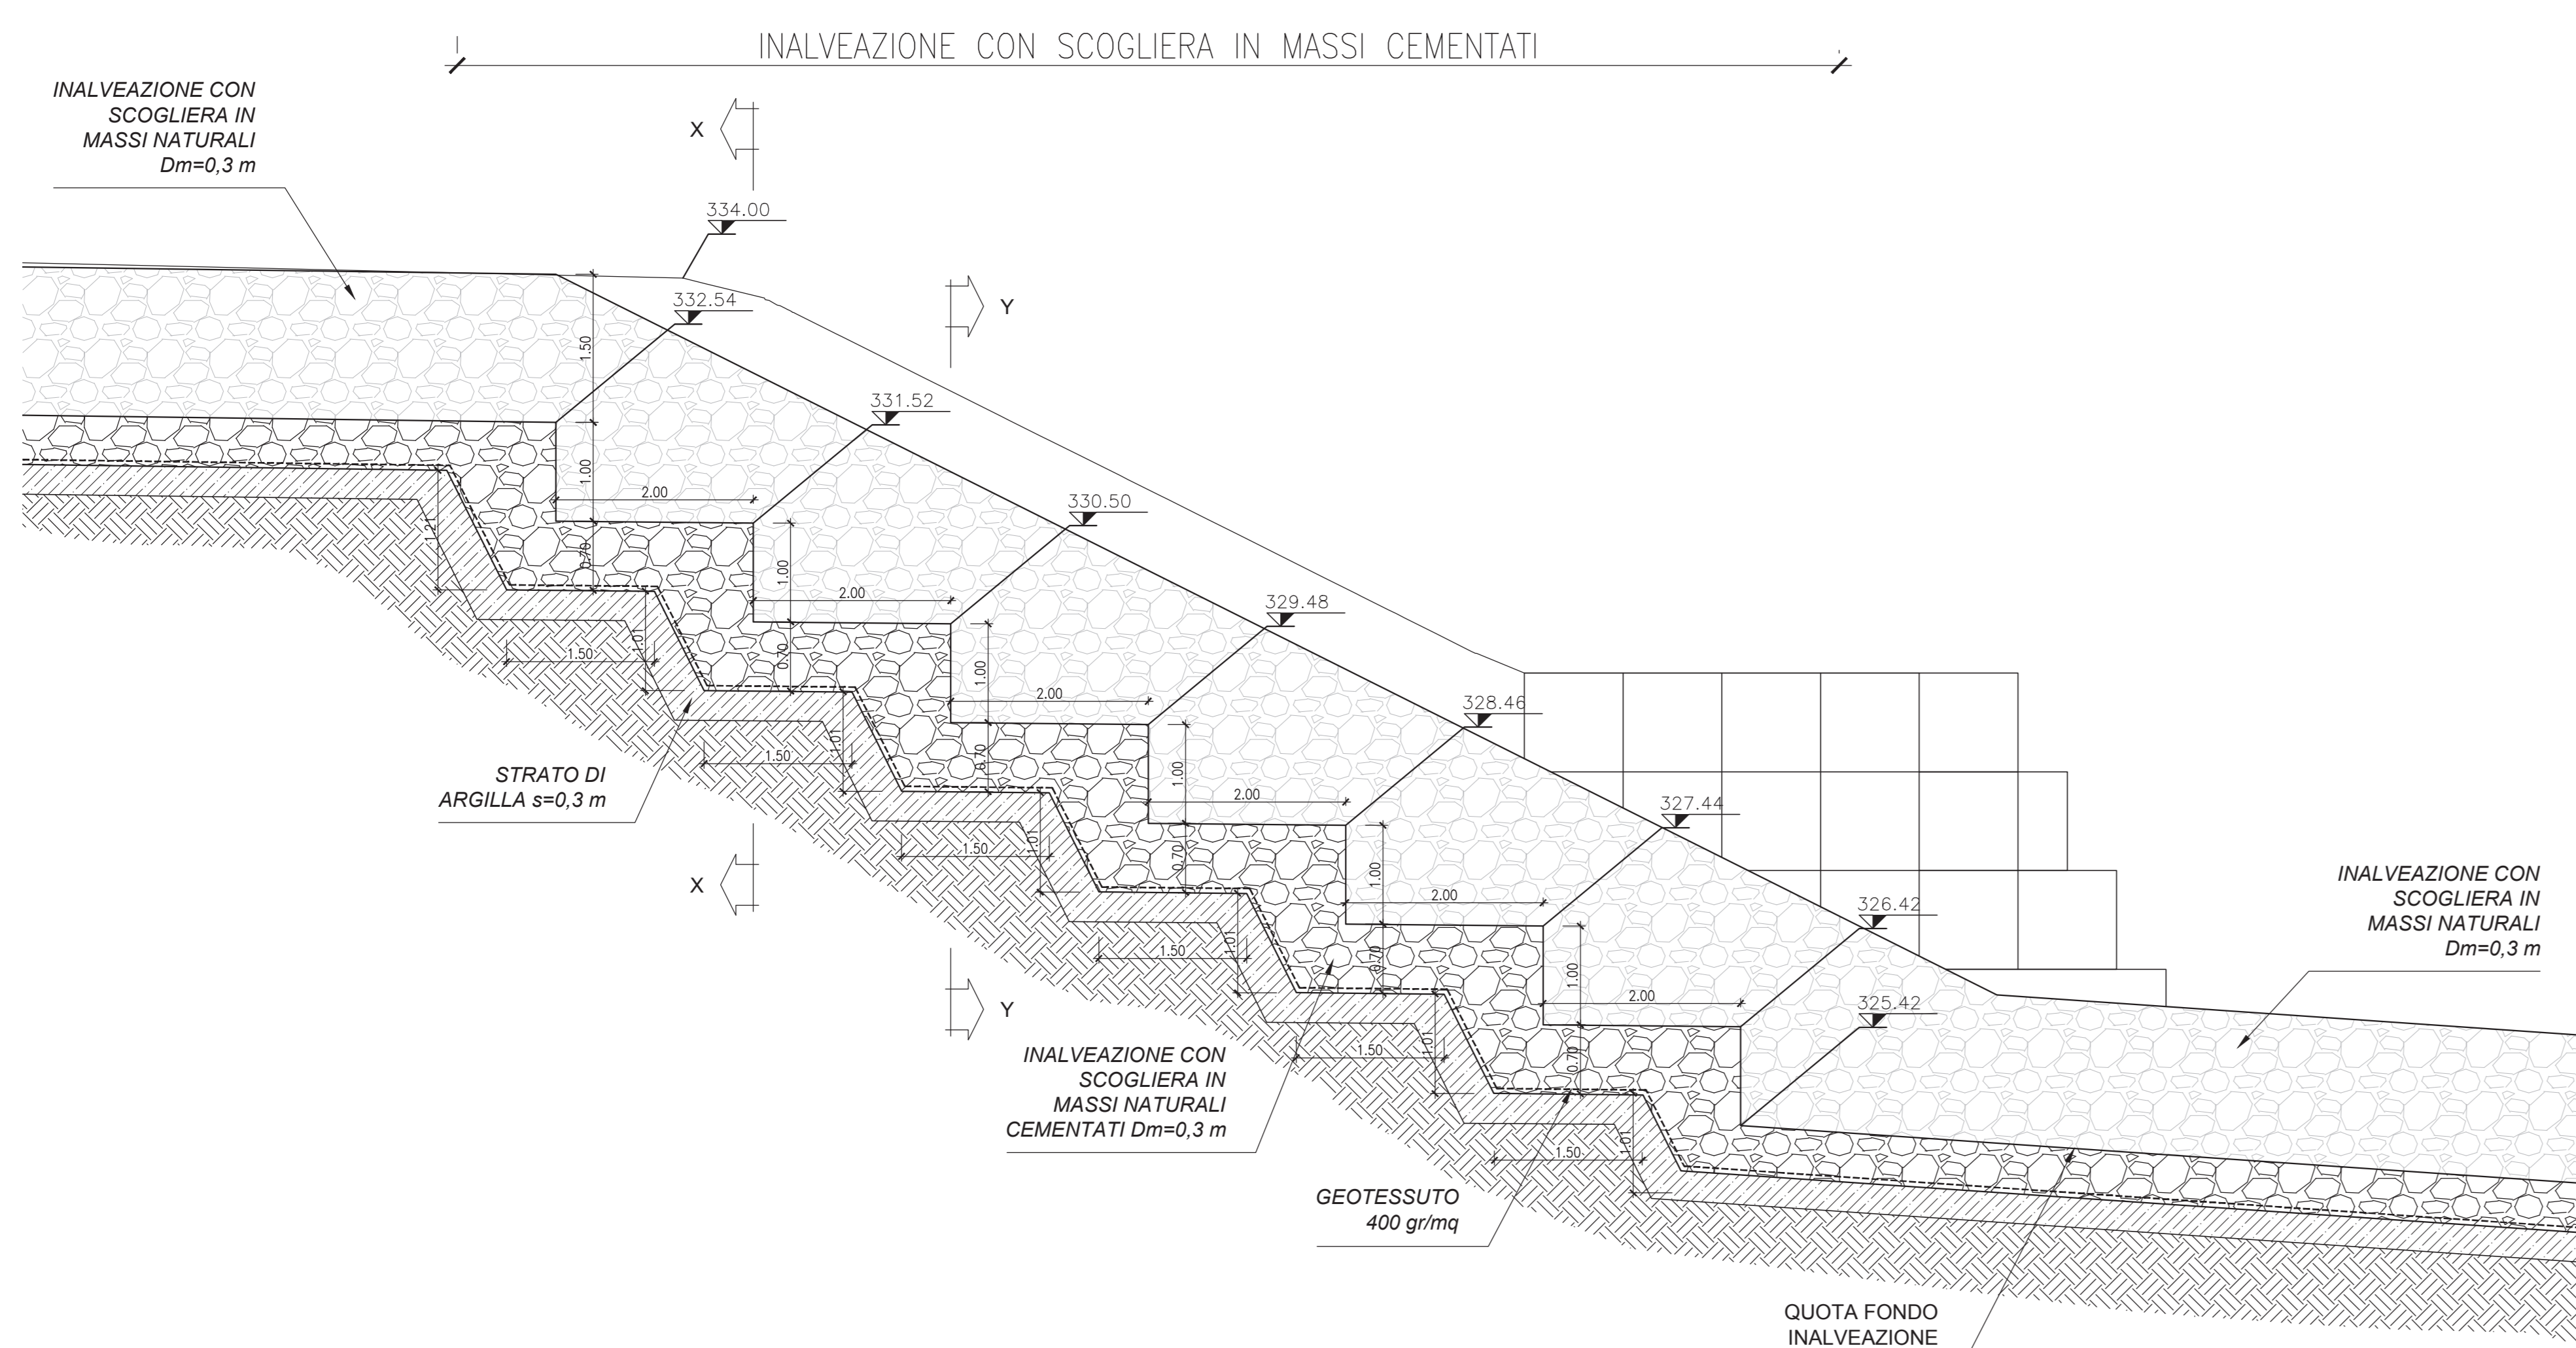 INALVEAZIONE CON SCOGLIERA IN MASSI CEMENTATI
INALVEAZIONE CON
SCOGLIERA IN
MASSI NATURALI
Dm=0,3 m
X
334.00
332.54
Y
1.50
331.52
1.00
2.00
330.50
1.21
0.70
1.00
2.00
329.48
1.01
1.50
0.70
1.00
2.00
328.46
STRATO DI
ARGILLA s=0,3 m
1.01
1.50
0.70
1.00
2.00
327.44
X
1.01
1.50
0.70
1.00
2.00
326.42
INALVEAZIONE CON
SCOGLIERA IN
MASSI NATURALI
Dm=0,3 m
1.01
1.50
0.70
1.00
2.00
325.42
Y
INALVEAZIONE CON
SCOGLIERA IN
MASSI NATURALI
CEMENTATI Dm=0,3 m
1.01
1.50
0.70
1.01
1.50
GEOTESSUTO
400 gr/mq
QUOTA FONDO
INALVEAZIONE